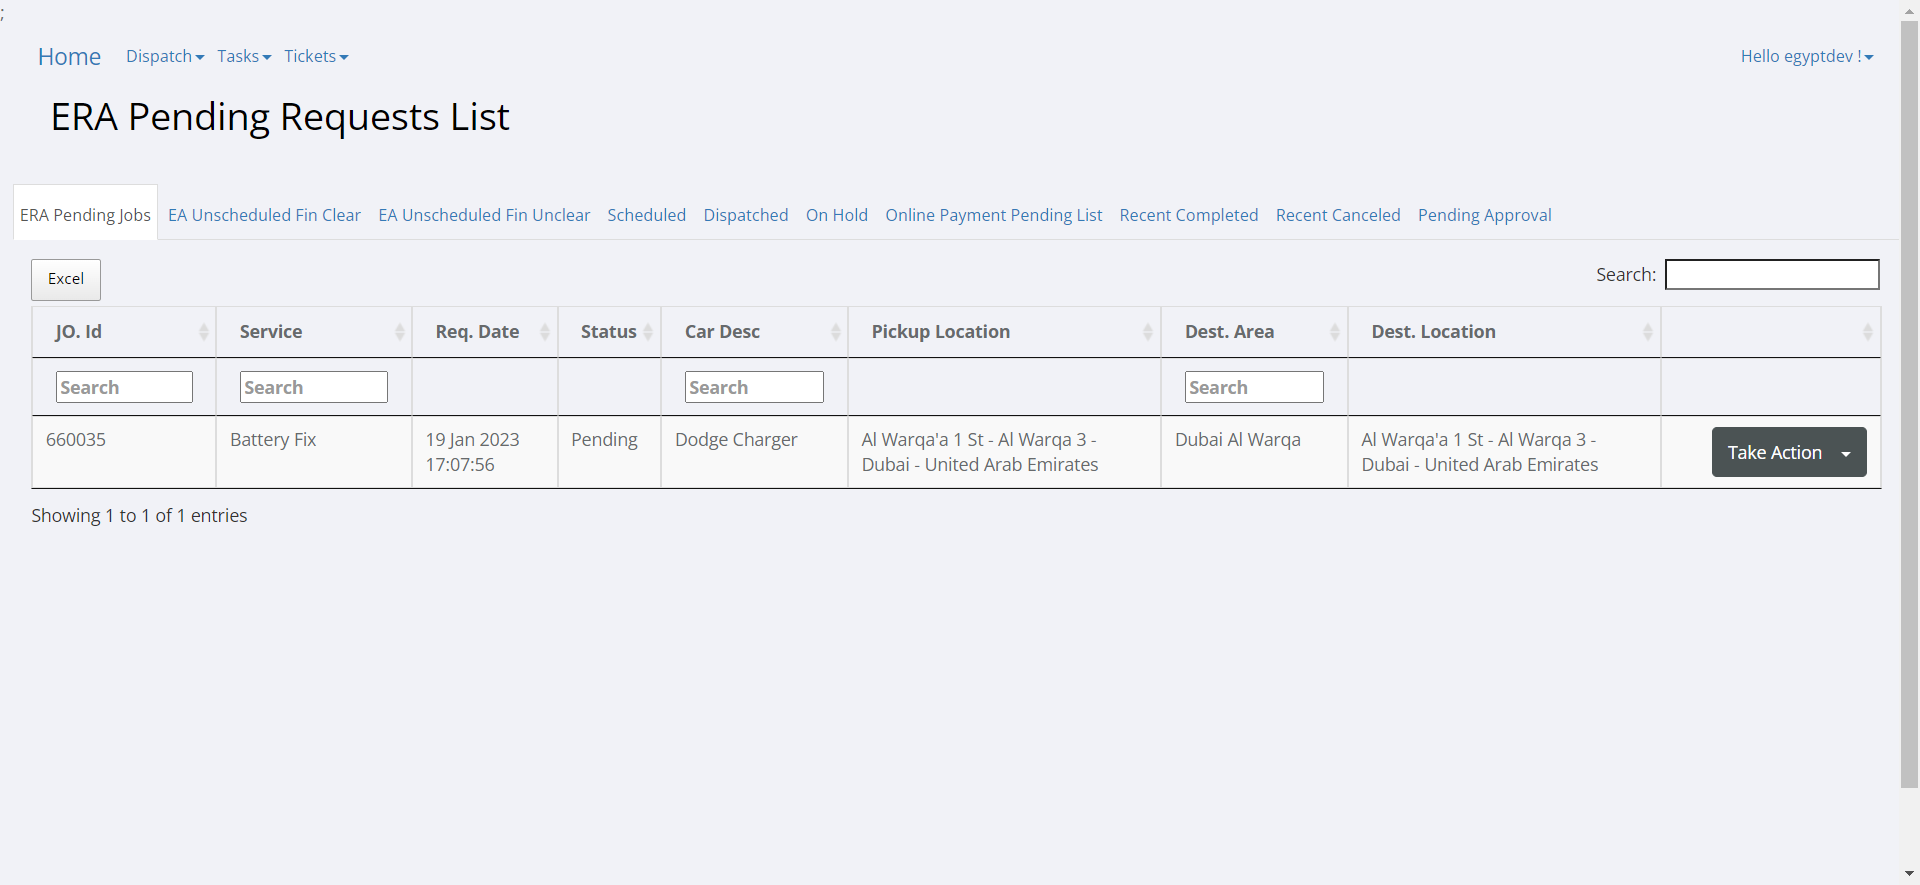 ;
Home Dispatch Tasks Tickets Hello egyptdev !
ERA Pending Requests List
ERA Pending Jobs EA Unscheduled Fin Clear EA Unscheduled Fin Unclear Scheduled Dispatched On Hold Online Payment Pending List Recent Completed Recent Canceled Pending Approval
Excel Search:
JO. Id Service Req. Date Status Car Desc Pickup Location Dest. Area Dest. Location
Search Search Search Search
660035 Battery Fix 19 Jan 2023 Pending Dodge Charger Al Warqa'a 1 St - Al Warqa 3 - Dubai Al Warqa Al Warqa'a 1 St - Al Warqa 3 - Take Action
17:07:56 Dubai - United Arab Emirates Dubai - United Arab Emirates
Showing 1 to 1 of 1 entries